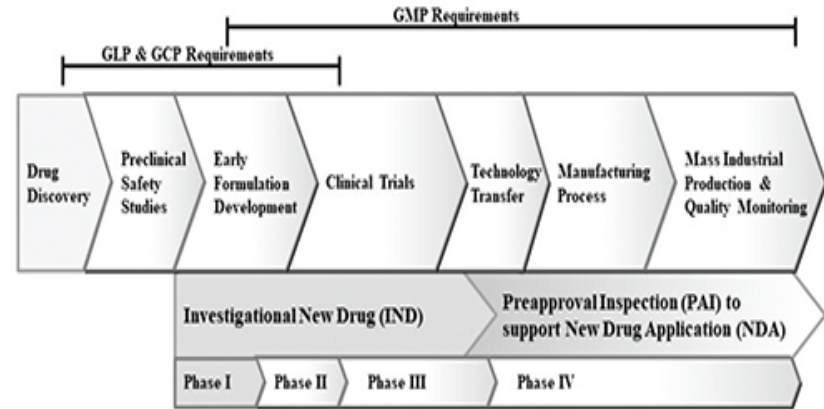 GMP Requirements
GLP & GCP Requirements
Drug
Discovery
Preclinical
Safety
Studies
Early
Formulation
Development
Clinical Trials
Technology
Transfer
Manufacturing
Process
Mass Industrial
Production &
Quality Monitoring
Investigational New Drug (IND)
Preapproval Inspection (PAI) to
support New Drug Application (NDA)
Phase I
Phase II
Phase III
Phase IV